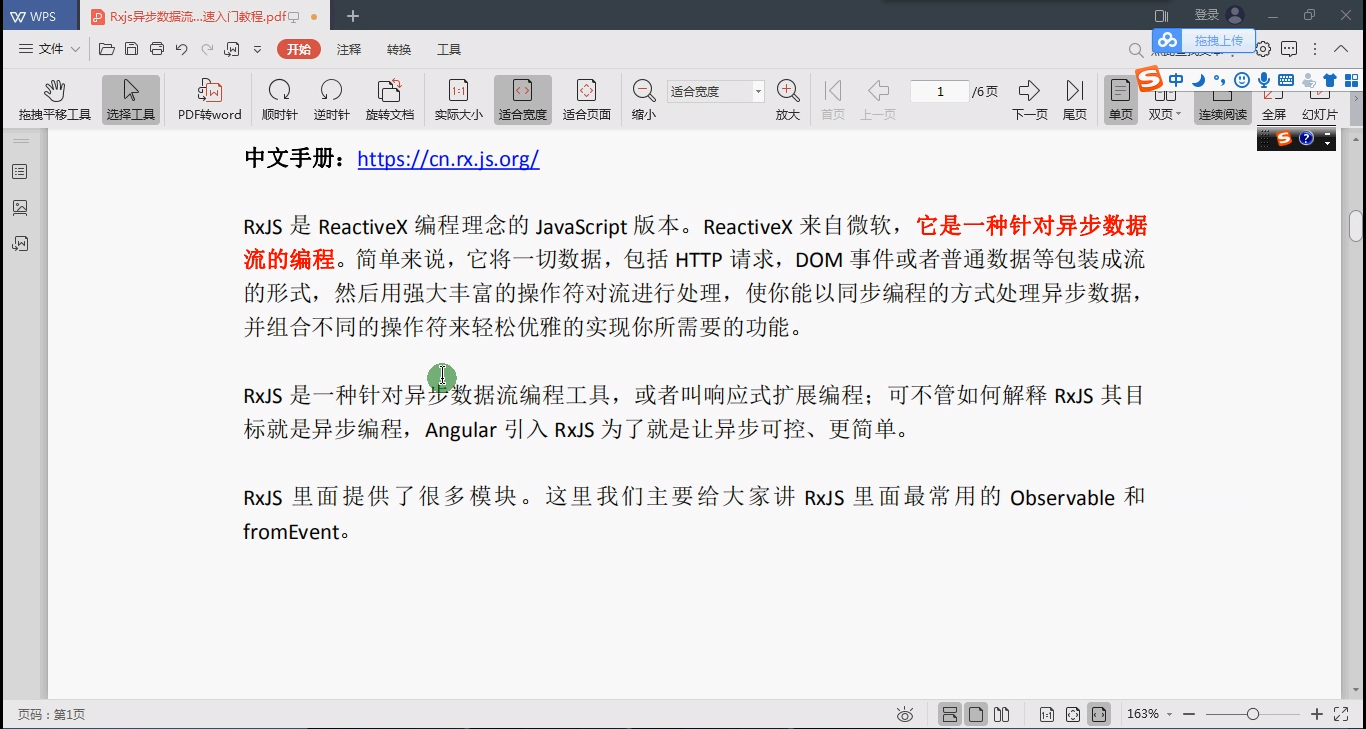 WPS
Rxjs异步数据流...速入门教程.pdf
登录
文件
开始
注释
转换
工具
拖拽上传
拖拽平移工具
选择工具
PDF转word
顺时针
逆时针
旋转文档
1:1
实际大小
适合宽度
适合页面
缩小
适合宽度
放大
首页
上一页
1
/6页
下一页
尾页
单页
双页
连续阅读
全屏
幻灯片
中
中文手册：https://cn.rx.js.org/
RxJS 是 ReactiveX 编程理念的 JavaScript 版本。ReactiveX 来自微软，它是一种针对异步数据
流的编程。简单来说，它将一切数据，包括 HTTP 请求，DOM 事件或者普通数据等包装成流
的形式，然后用强大丰富的操作符对流进行处理，使你能以同步编程的方式处理异步数据，
并组合不同的操作符来轻松优雅的实现你所需要的功能。
RxJS 是一种针对异步数据流编程工具，或者叫响应式扩展编程；可不管如何解释 RxJS 其目
标就是异步编程，Angular 引入 RxJS 为了就是让异步可控、更简单。
RxJS 里面提供了很多模块。这里我们主要给大家讲 RxJS 里面最常用的 Observable 和
fromEvent。
页码：第1页
1:1
163%